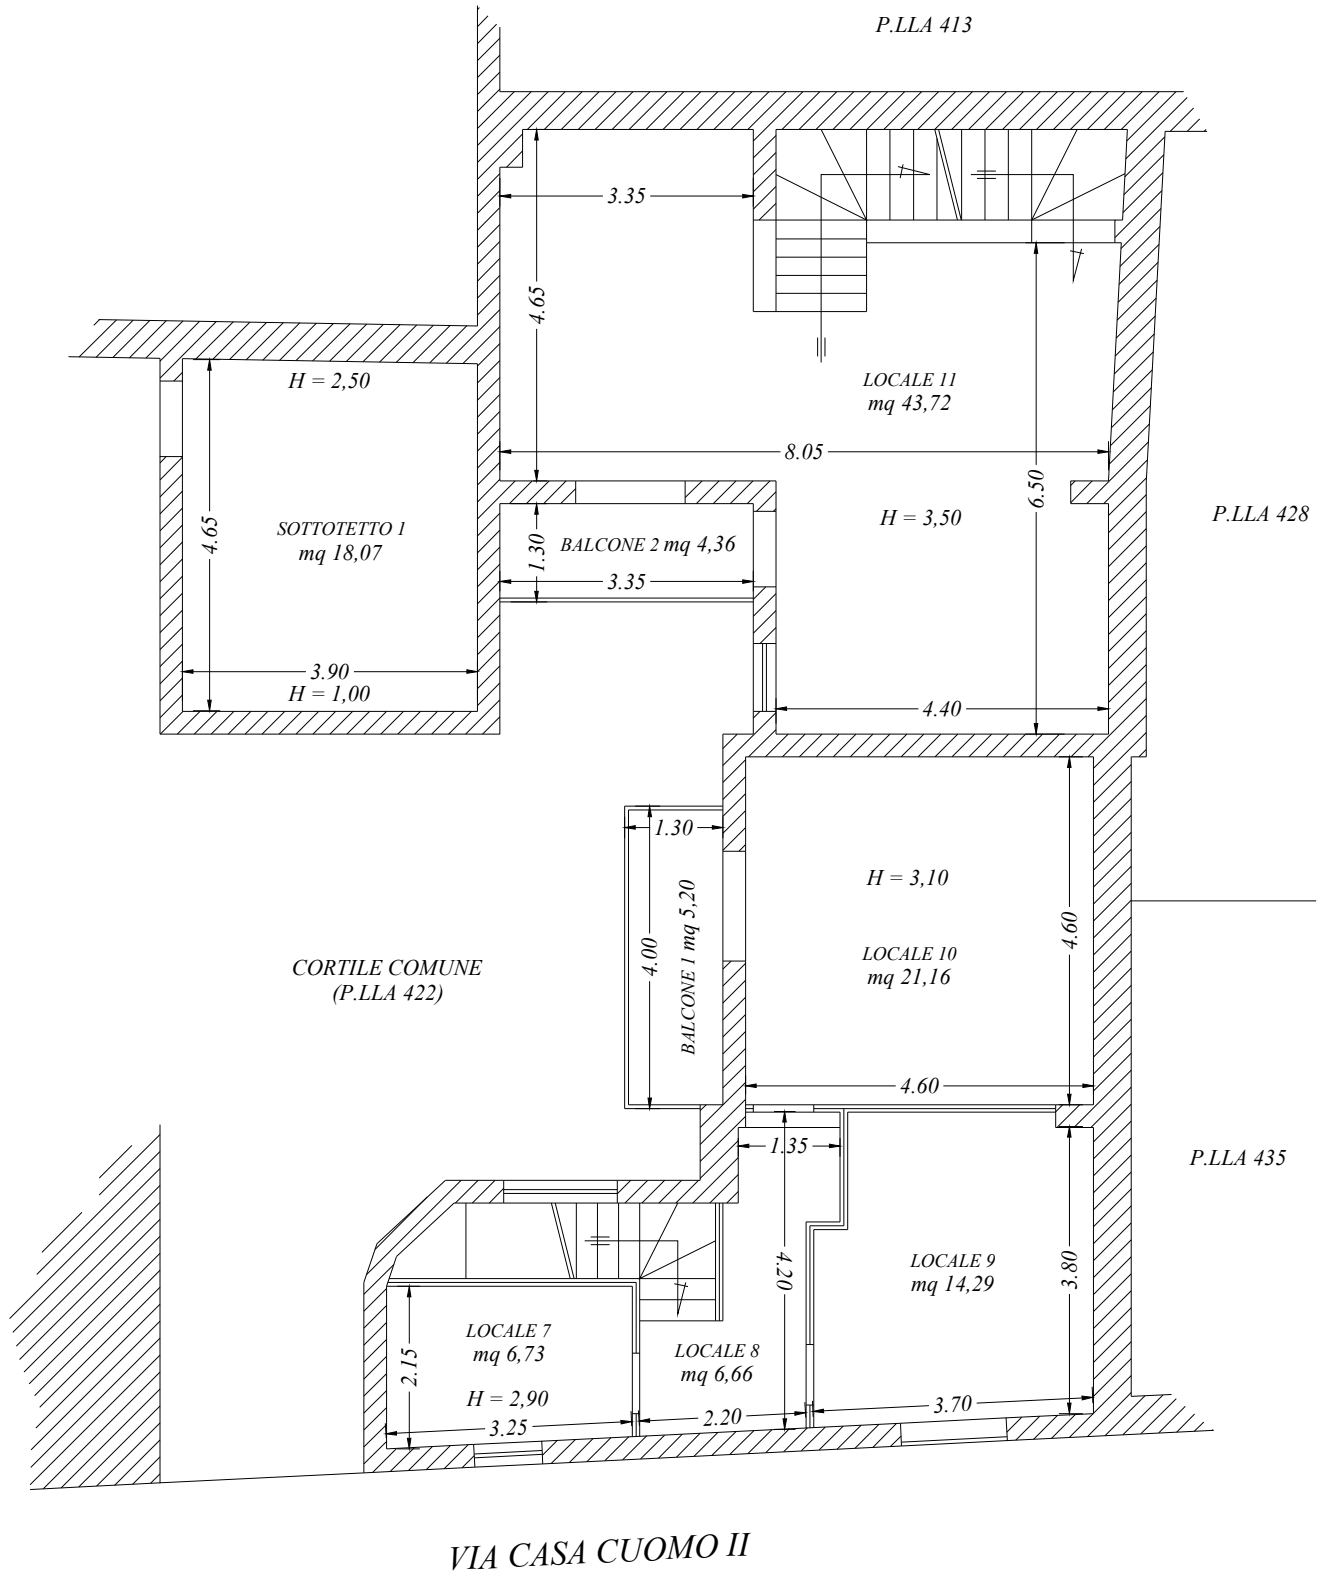 P.LLA 413
3.35
4.65
H = 2,50
LOCALE 11
mq 43,72
8.05
6.50
H = 3,50
P.LLA 428
SOTTOTETTO 1
mq 18,07
4.65
1.30
BALCONE 2 mq 4,36
3.35
3.90
H = 1,00
4.40
1.30
H = 3,10
4.00
BALCONE 1 mq 5,20
4.60
LOCALE 10
mq 21,16
CORTILE COMUNE
(P.LLA 422)
4.60
1.35
P.LLA 435
4.20
LOCALE 9
mq 14,29
3.80
LOCALE 7
mq 6,73
2.15
LOCALE 8
mq 6,66
H = 2,90
3.25
2.20
3.70
VIA CASA CUOMO II